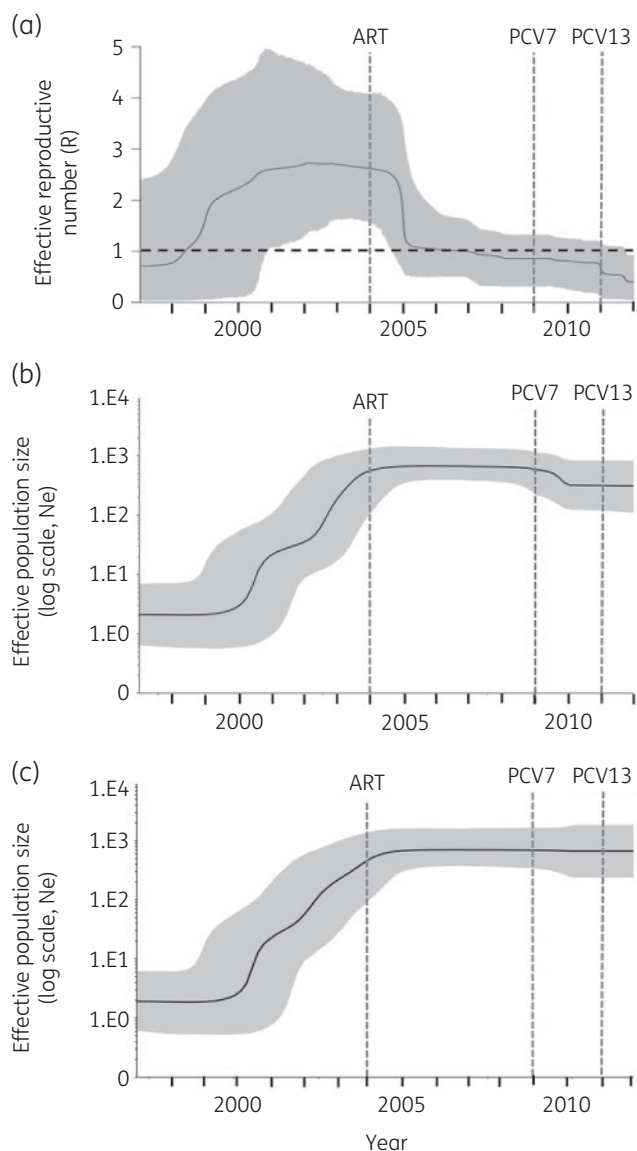 (a)
ART
PCV7
PCV13
Effective reproductive
number (R)
5
4
3
2
1
0
2000
2005
2010
(b)
ART
PCV7
PCV13
Effective population size
(log scale, Ne)
1.E4
1.E3
1.E2
1.E1
1.E0
0
2000
2005
2010
(c)
ART
PCV7
PCV13
Effective population size
(log scale, Ne)
1.E4
1.E3
1.E2
1.E1
1.E0
0
2000
2005
2010
Year